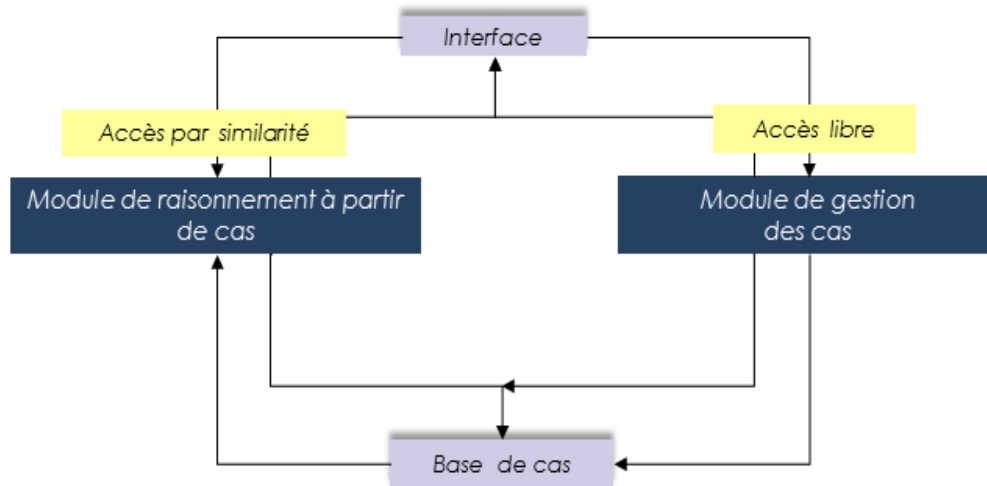 Interface
Accès par similarité
Accès libre
Module de raisonnement à partir
de cas
Module de gestion
des cas
Base de cas